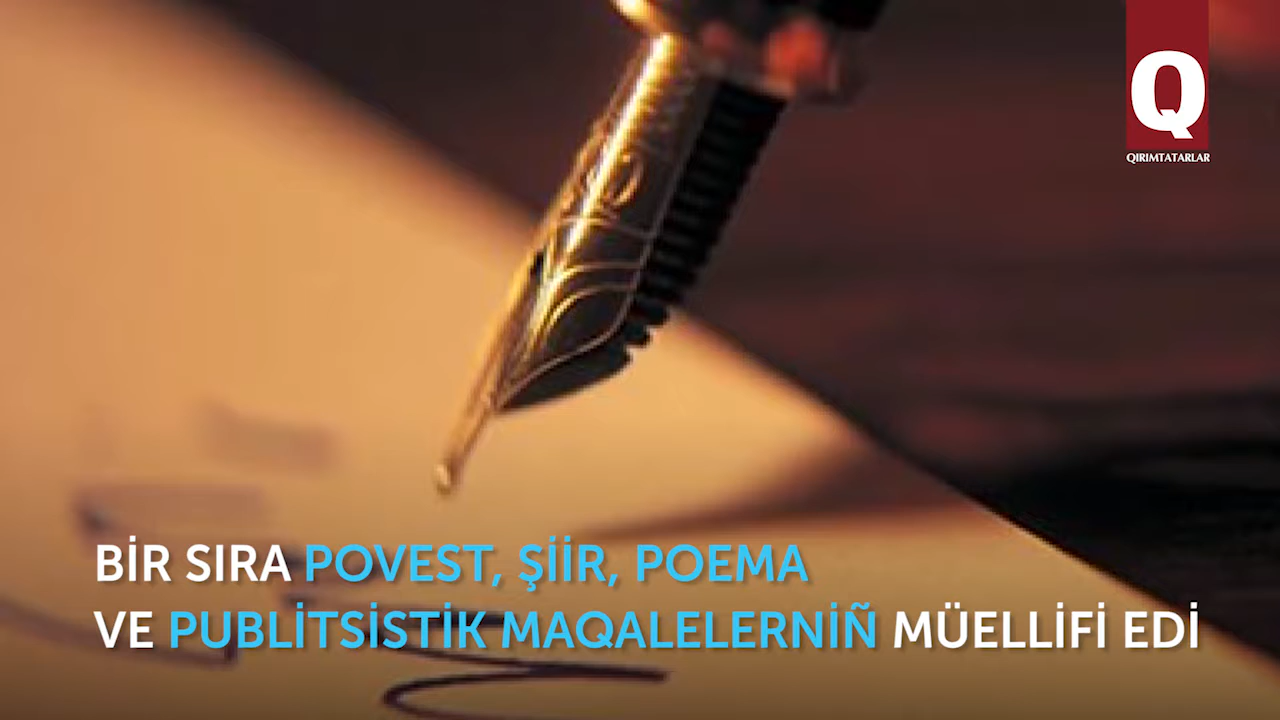 Q
QIRIMTATARLAR
BİR SIRA POVEST, ŞİİR, POEMA
VE PUBLİTSİSTİK MAQALELERNİÑ MÜELLİFİ EDİ